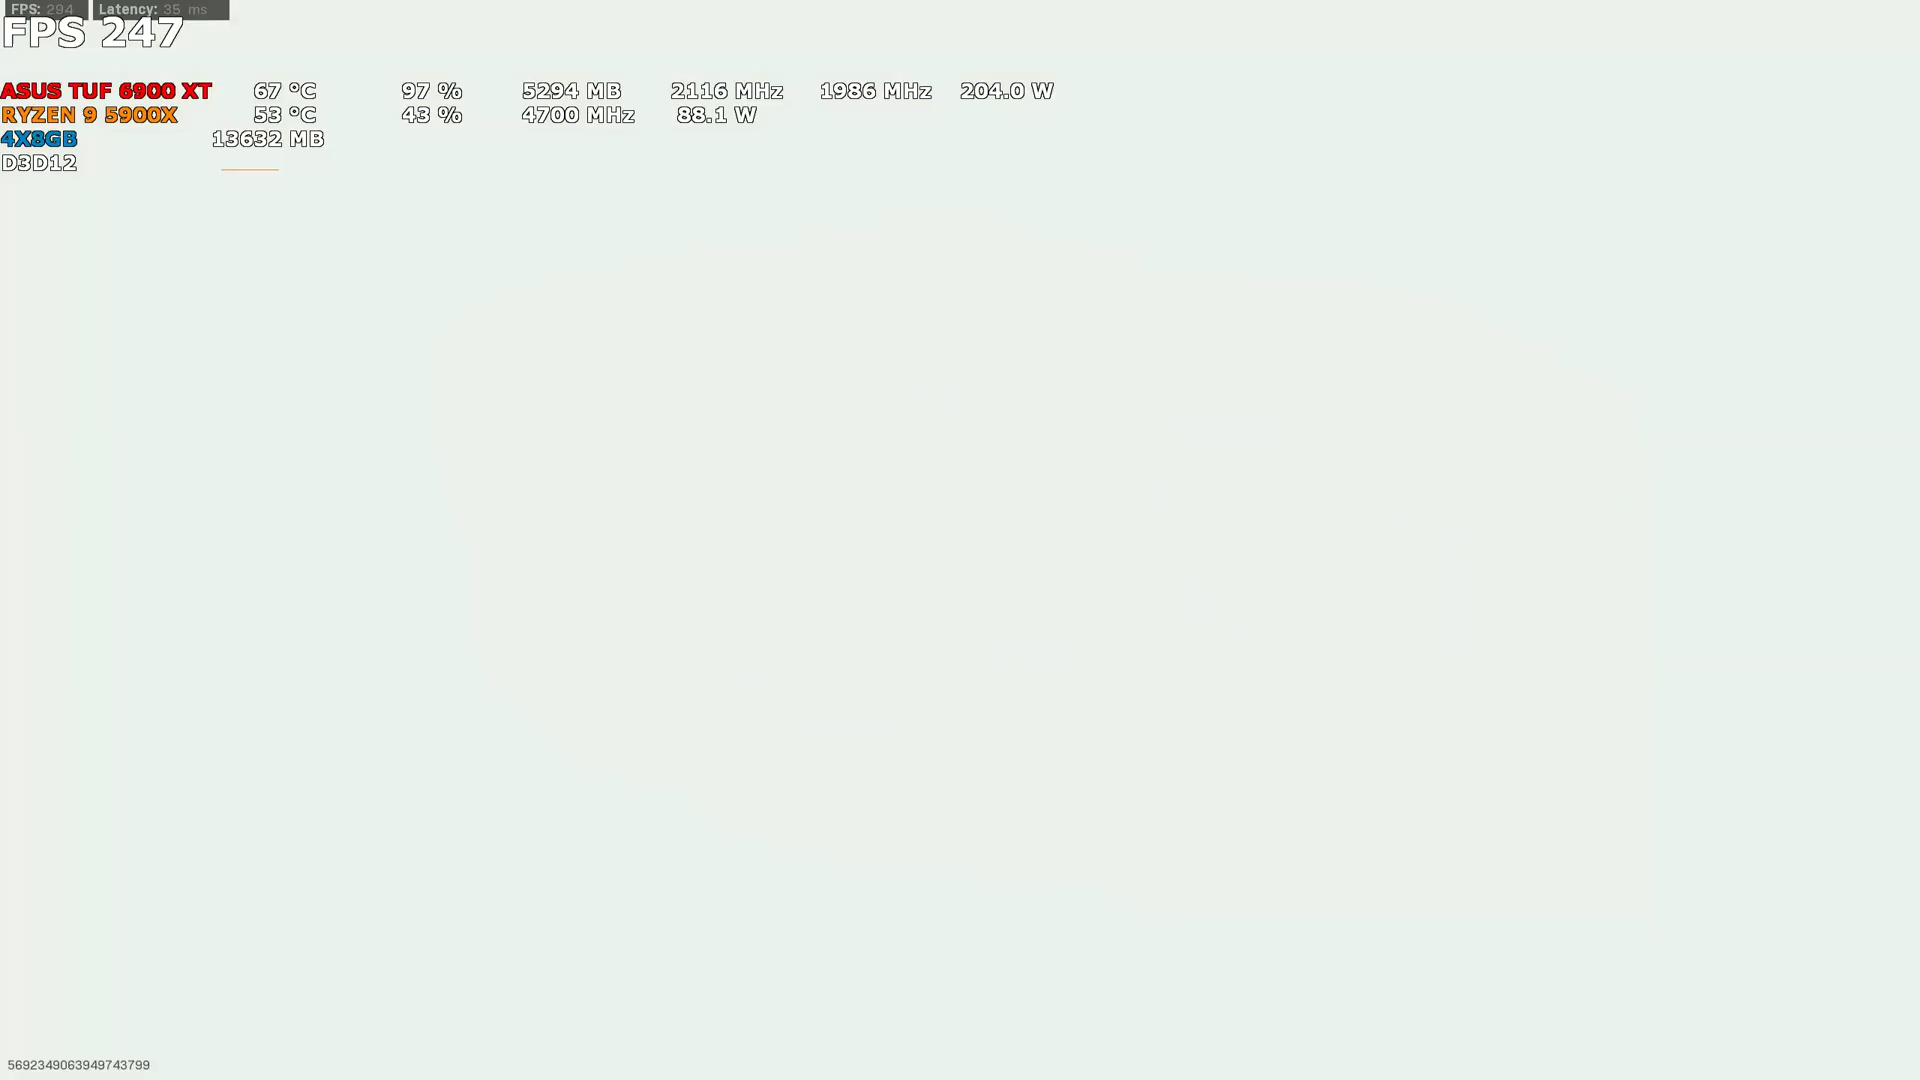 FPS: 294 Latency: 35 ms
FPS 247
ASUS TUF 6900 XT 67 °C 97 % 5294 MB 2116 MHz 1986 MHz 204.0 W
RYZEN 9 5900X 53 °C 43 % 4700 MHz 88.1 W
4X8GB 13632 MB
D3D12
5692349063949743799